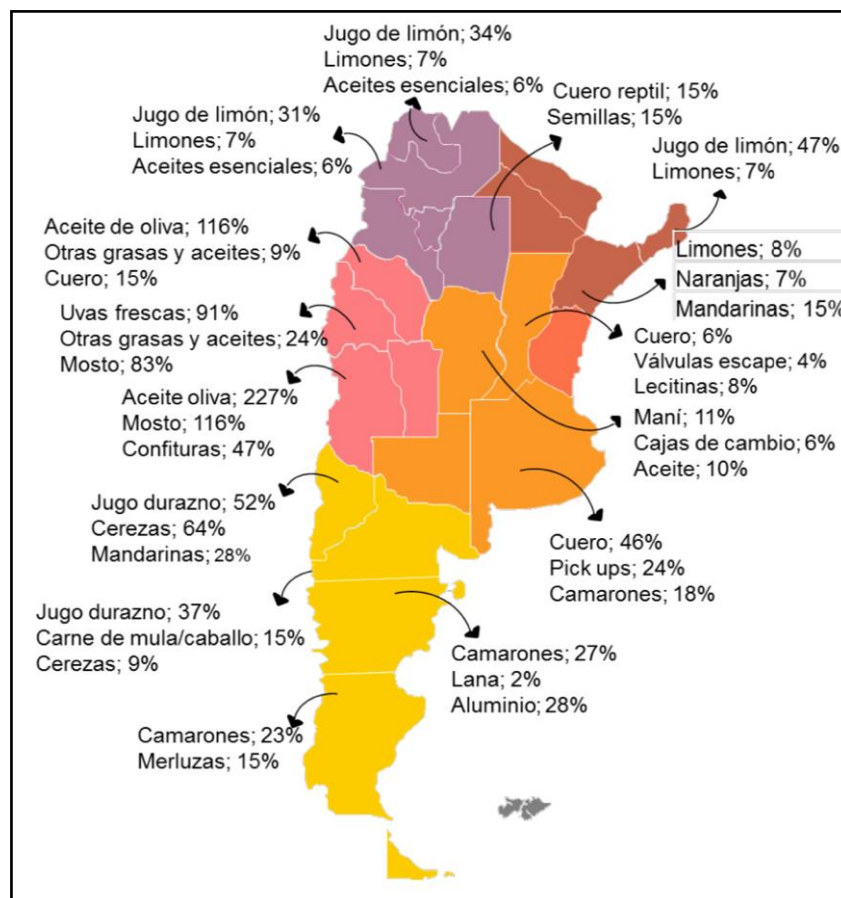 Jugo de limón; 34%
Limones; 7%
Aceites esenciales; 6%
Cuero reptil; 15%
Semillas; 15%
Jugo de limón; 31%
Limones; 7%
Aceites esenciales; 6%
Jugo de limón; 47%
Limones; 7%
Aceite de oliva; 116%
Otras grasas y aceites; 9%
Cuero; 15%
Limones; 8%
Naranjas; 7%
Mandarinas; 15%
Uvas frescas; 91%
Otras grasas y aceites; 24%
Mosto; 83%
Cuero; 6%
Válvulas escape; 4%
Lecitinas; 8%
Aceite oliva; 227%
Mosto; 116%
Confituras; 47%
Maní; 11%
Cajas de cambio; 6%
Aceite; 10%
Jugo durazno; 52%
Cerezas; 64%
Mandarinas; 28%
Cuero; 46%
Pick ups; 24%
Camarones; 18%
Jugo durazno; 37%
Carne de mula/caballo; 15%
Cerezas; 9%
Camarones; 27%
Lana; 2%
Aluminio; 28%
Camarones; 23%
Merluzas; 15%